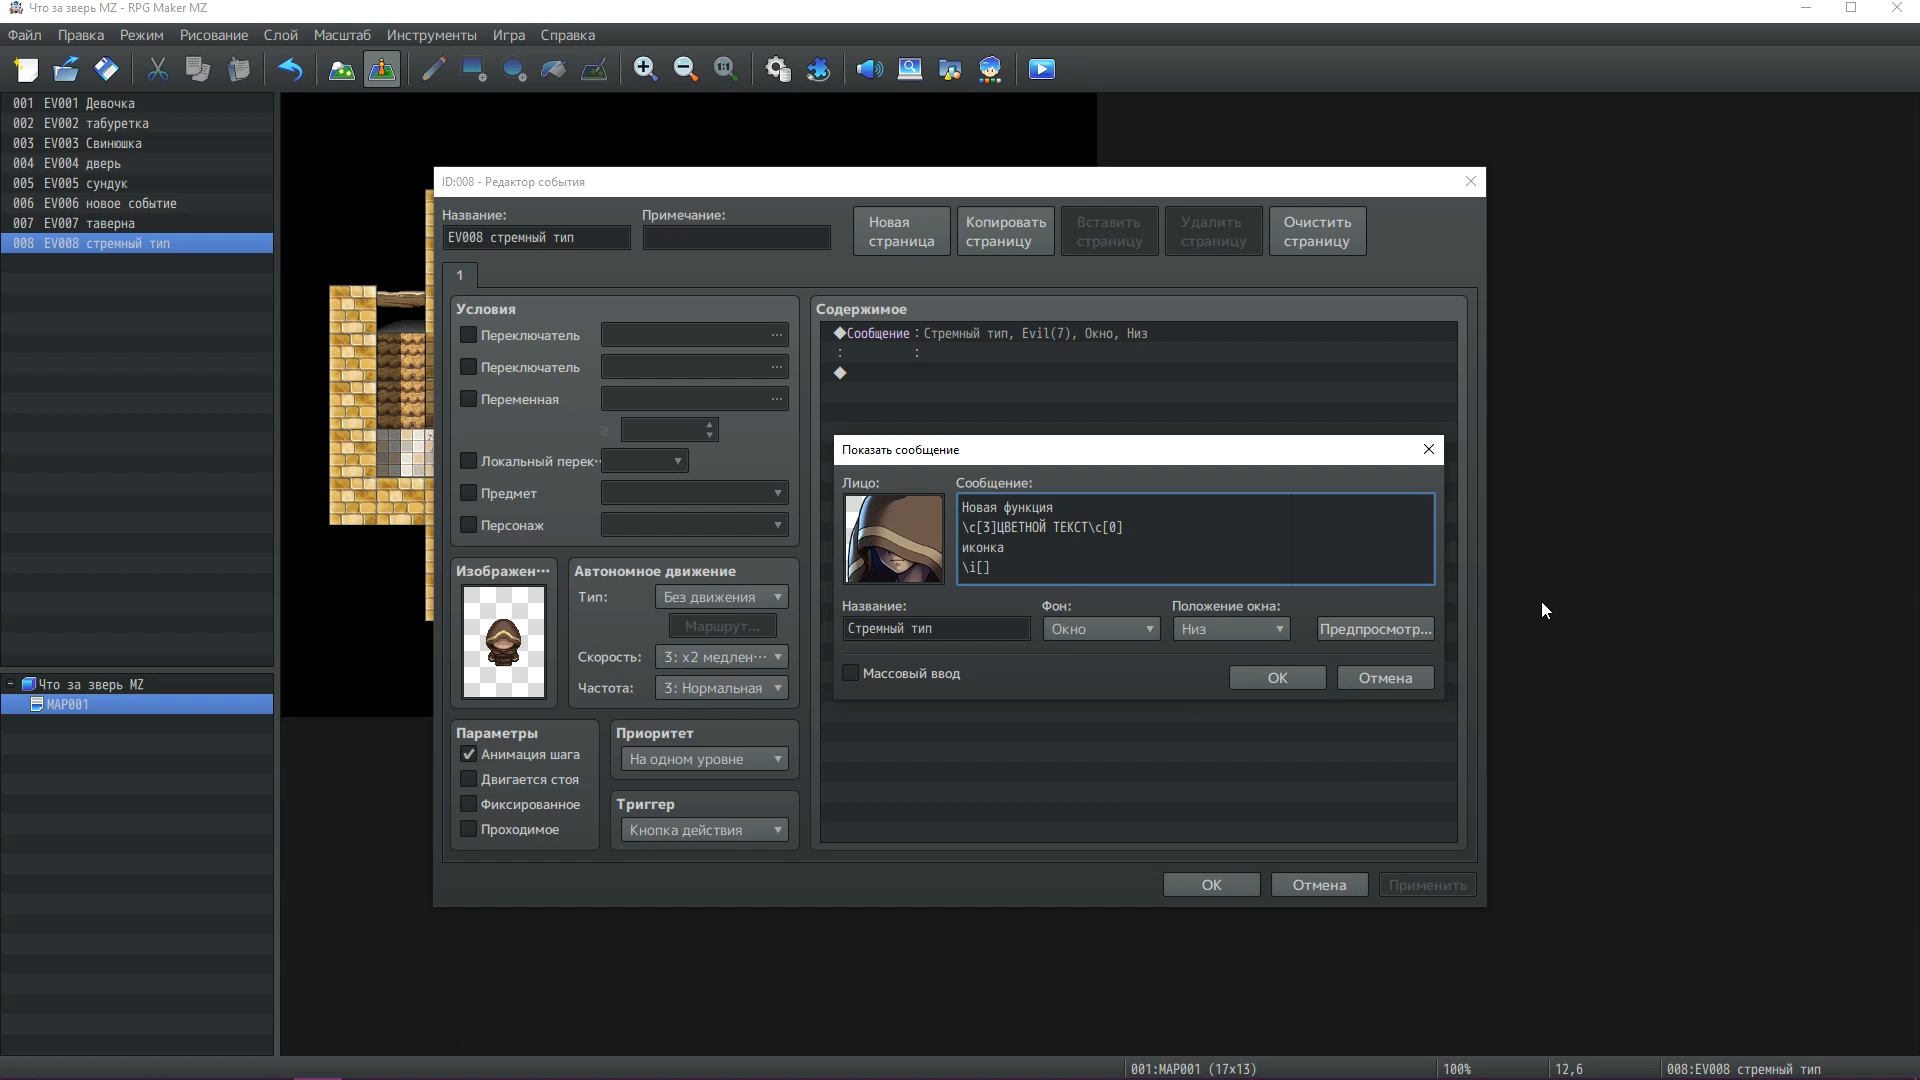 Что за зверь MZ - RPG Maker MZ
Файл Правка Режим Рисование Слой Масштаб Инструменты Игра Справка
1:1
001 EV001 Девочка
002 EV002 табуретка
003 EV003 Свинюшка
004 EV004 дверь
005 EV005 сундук
006 EV006 новое событие
007 EV007 таверна
008 EV008 стремный тип
Что за зверь MZ
MAP001
ID:008 - Редактор события
Название:
EV008 стремный тип
Примечание:
Новая страница
Копировать страницу
Вставить страницу
Удалить страницу
Очистить страницу
1
Условия
Переключатель ...
Переключатель ...
Переменная ...
≥
Локальный перек···
Предмет
Персонаж
Изображен···
Автономное движение
Тип: Без движения
Маршрут...
Скорость: 3: x2 медлен···
Частота: 3: Нормальная
Параметры
Анимация шага
Двигается стоя
Фиксированное
Проходимое
Приоритет
На одном уровне
Триггер
Кнопка действия
Содержимое
◆Сообщение : Стремный тип, Evil(7), Окно, Низ
: :
◆
Показать сообщение
Лицо:
Сообщение:
Новая функция
\c[3]ЦВЕТНОЙ ТЕКСТ\c[0]
иконка
\i[]
Название:
Стремный тип
Фон:
Окно
Положение окна:
Низ
Предпросмотр...
Массовый ввод
OK
Отмена
OK
Отмена
Применить
001:MAP001 (17x13)
100%
12,6
008:EV008 стремный тип